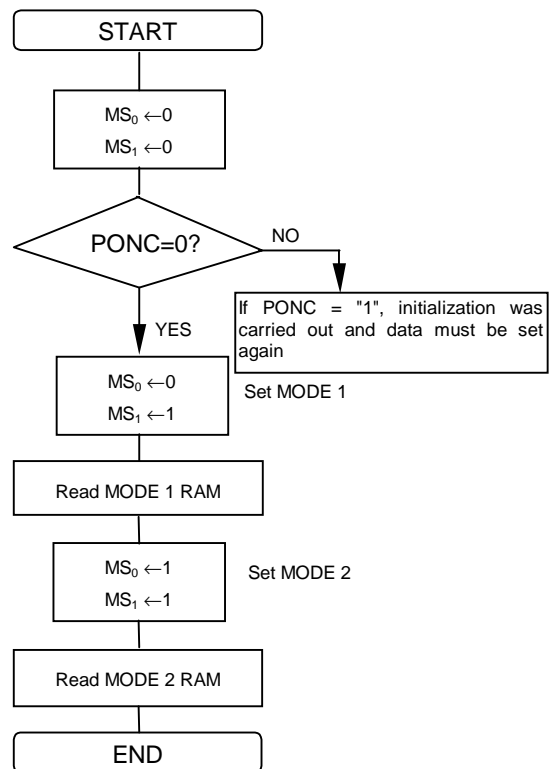 START
MS₀ ←0
MS₁ ←0
PONC=0?
NO
If PONC = "1", initialization was
carried out and data must be set
again
YES
MS₀ ←0
MS₁ ←1
Set MODE 1
Read MODE 1 RAM
MS₀ ←1
MS₁ ←1
Set MODE 2
Read MODE 2 RAM
END